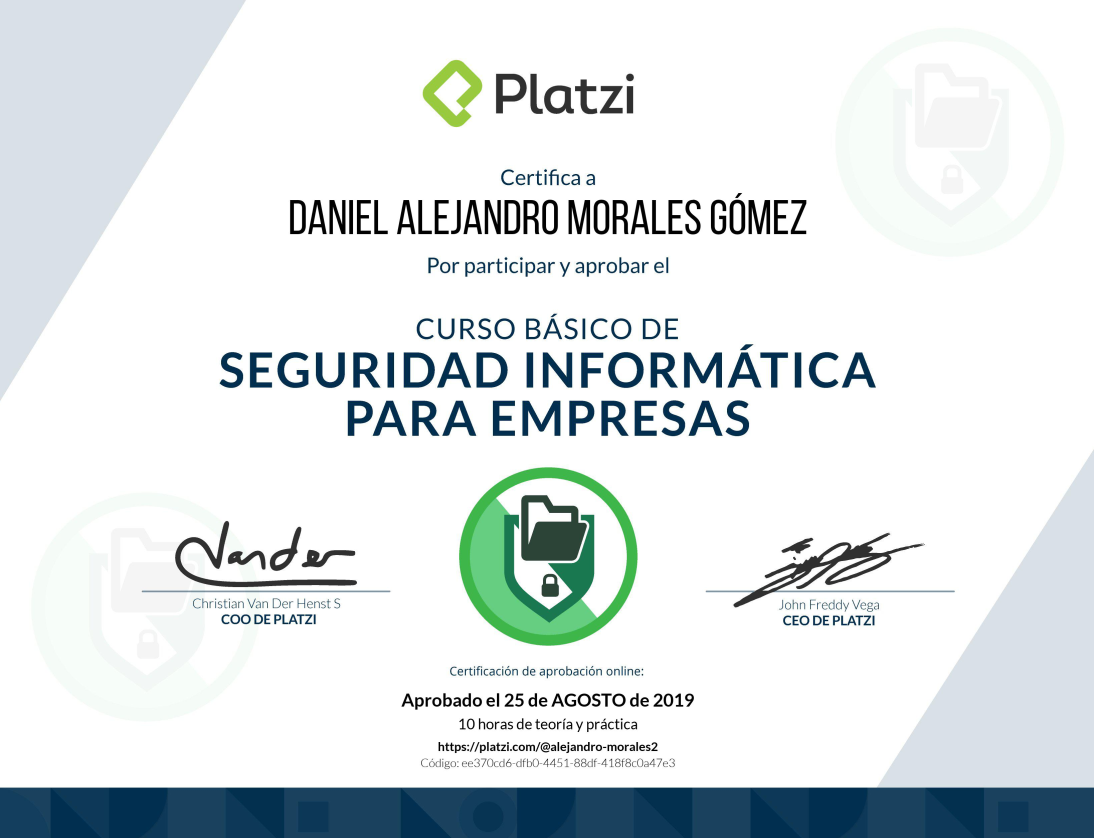 Platzi
Certifica a
DANIEL ALEJANDRO MORALES GÓMEZ
Por participar y aprobar el
CURSO BÁSICO DE
SEGURIDAD INFORMÁTICA
PARA EMPRESAS
Vander
Christian Van Der Henst S
COO DE PLATZI
John Freddy Vega
CEO DE PLATZI
Certificación de aprobación online:
Aprobado el 25 de AGOSTO de 2019
10 horas de teoría y práctica
https://platzi.com/@alejandro-morales2
Código: ee370cd6-dfb0-4451-88df-418f8c0a47e3